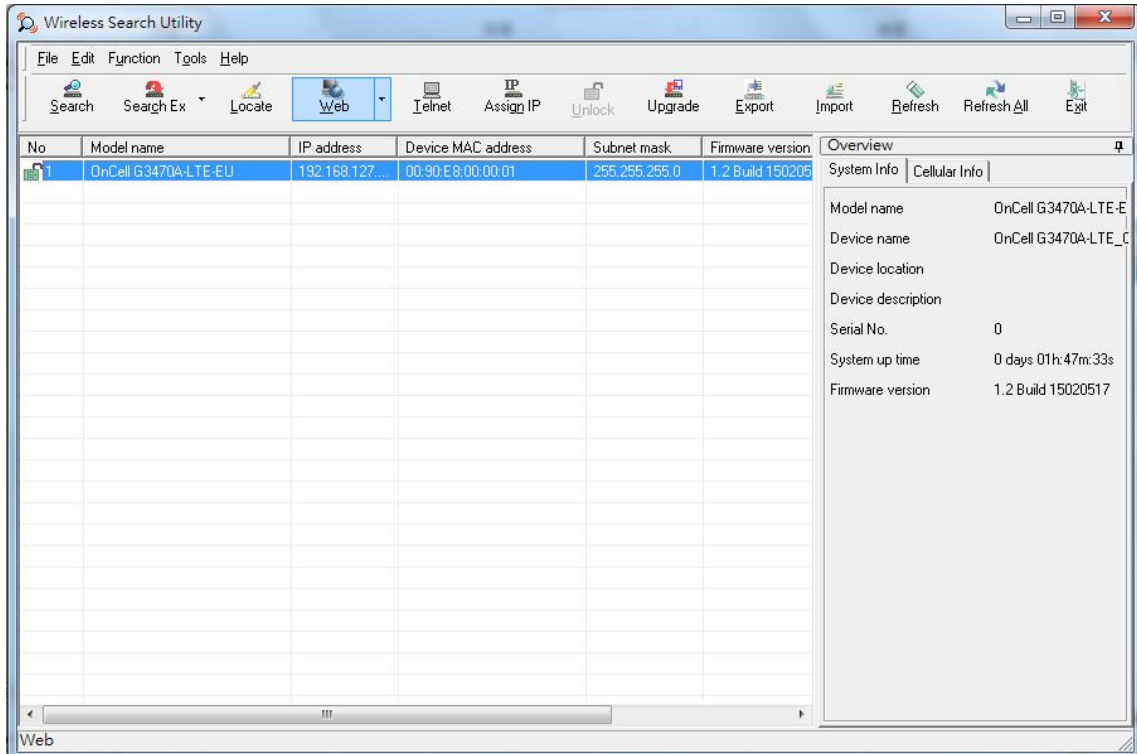 Wireless Search Utility
File Edit Function Tools Help
Search Search Ex Locate Web Telnet Assign IP Unlock Upgrade Export Import Refresh Refresh All Exit
No Model name IP address Device MAC address Subnet mask Firmware version
1 OnCell G3470A-LTE-EU 192.168.127.... 00:90:E8:00:00:01 255.255.255.0 1.2 Build 150205
Overview
System Info Cellular Info
Model name OnCell G3470A-LTE-E
Device name OnCell G3470A-LTE_
Device location
Device description
Serial No. 0
System up time 0 days 01h:47m:33s
Firmware version 1.2 Build 15020517
Web